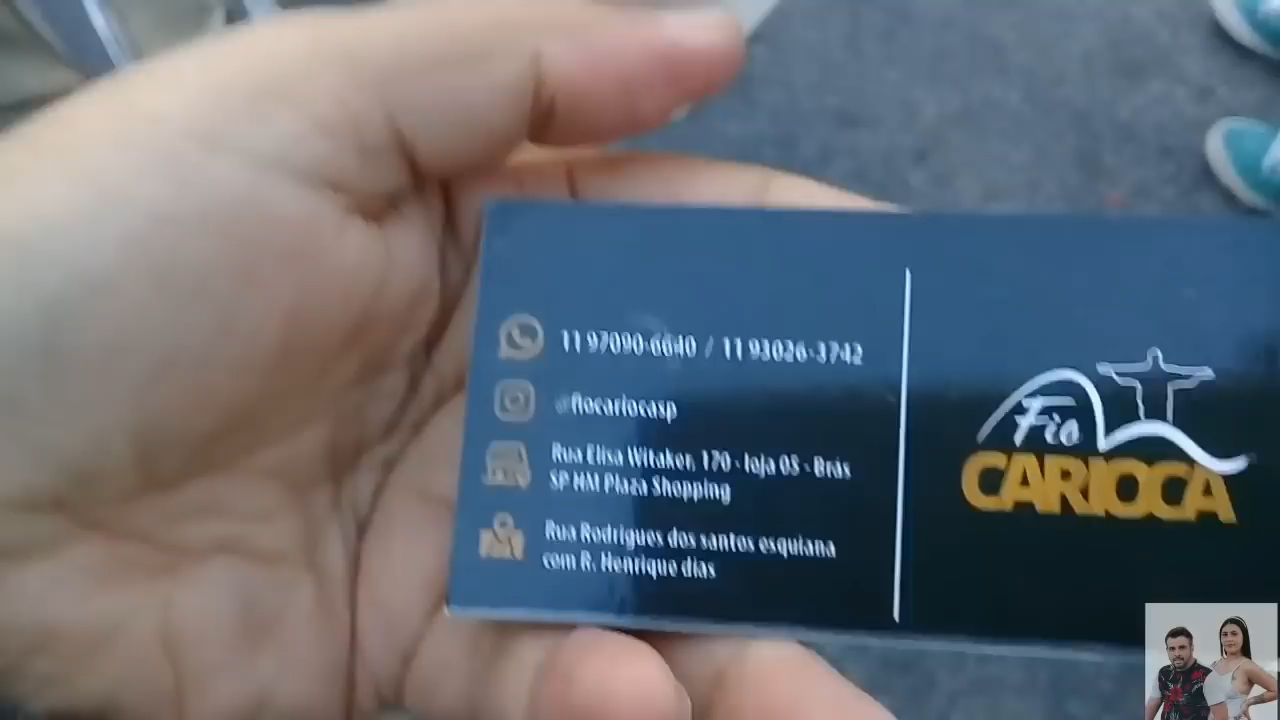 11 97090-6640 / 11 93026-3742
@fiocariocasp
Rua Elisa Witaker, 170 - loja 05 - Brás
SP HM Plaza Shopping
Rua Rodrigues dos santos esquiana
com R. Henrique dias
Fio
CARIOCA